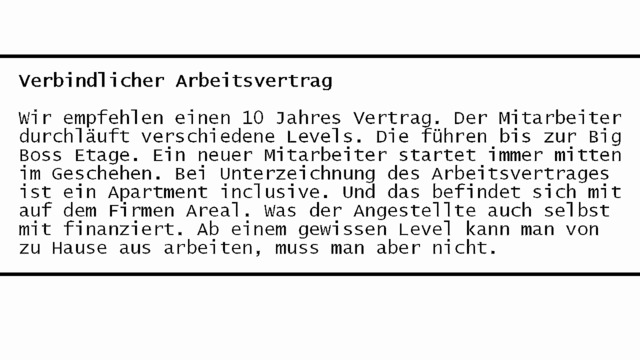 Verbindlicher Arbeitsvertrag
Wir empfehlen einen 10 Jahres Vertrag. Der Mitarbeiter
durchläuft verschiedene Levels. Die führen bis zur Big
Boss Etage. Ein neuer Mitarbeiter startet immer mitten
im Geschehen. Bei Unterzeichnung des Arbeitsvertrages
ist ein Apartment inclusive. Und das befindet sich mit
auf dem Firmen Areal. Was der Angestellte auch selbst
mit finanziert. Ab einem gewissen Level kann man von
zu Hause aus arbeiten, muss man aber nicht.